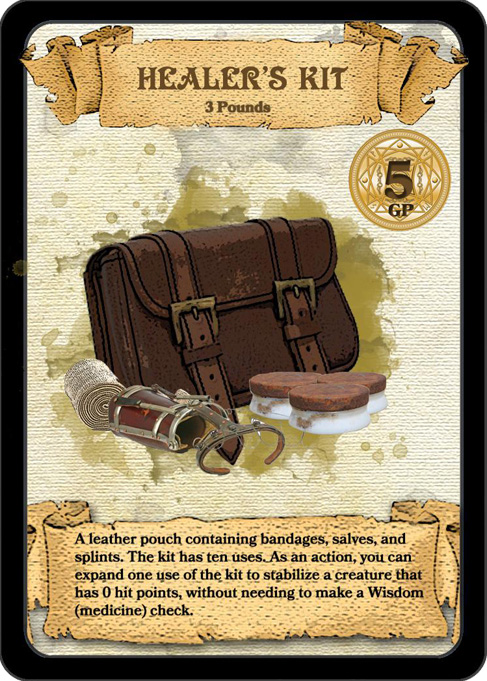 HEALER'S KIT
3 Pounds
5
GP
A leather pouch containing bandages, salves, and
splints. The kit has ten uses. As an action, you can
expand one use of the kit to stabilize a creature that
has 0 hit points, without needing to make a Wisdom
(medicine) check.